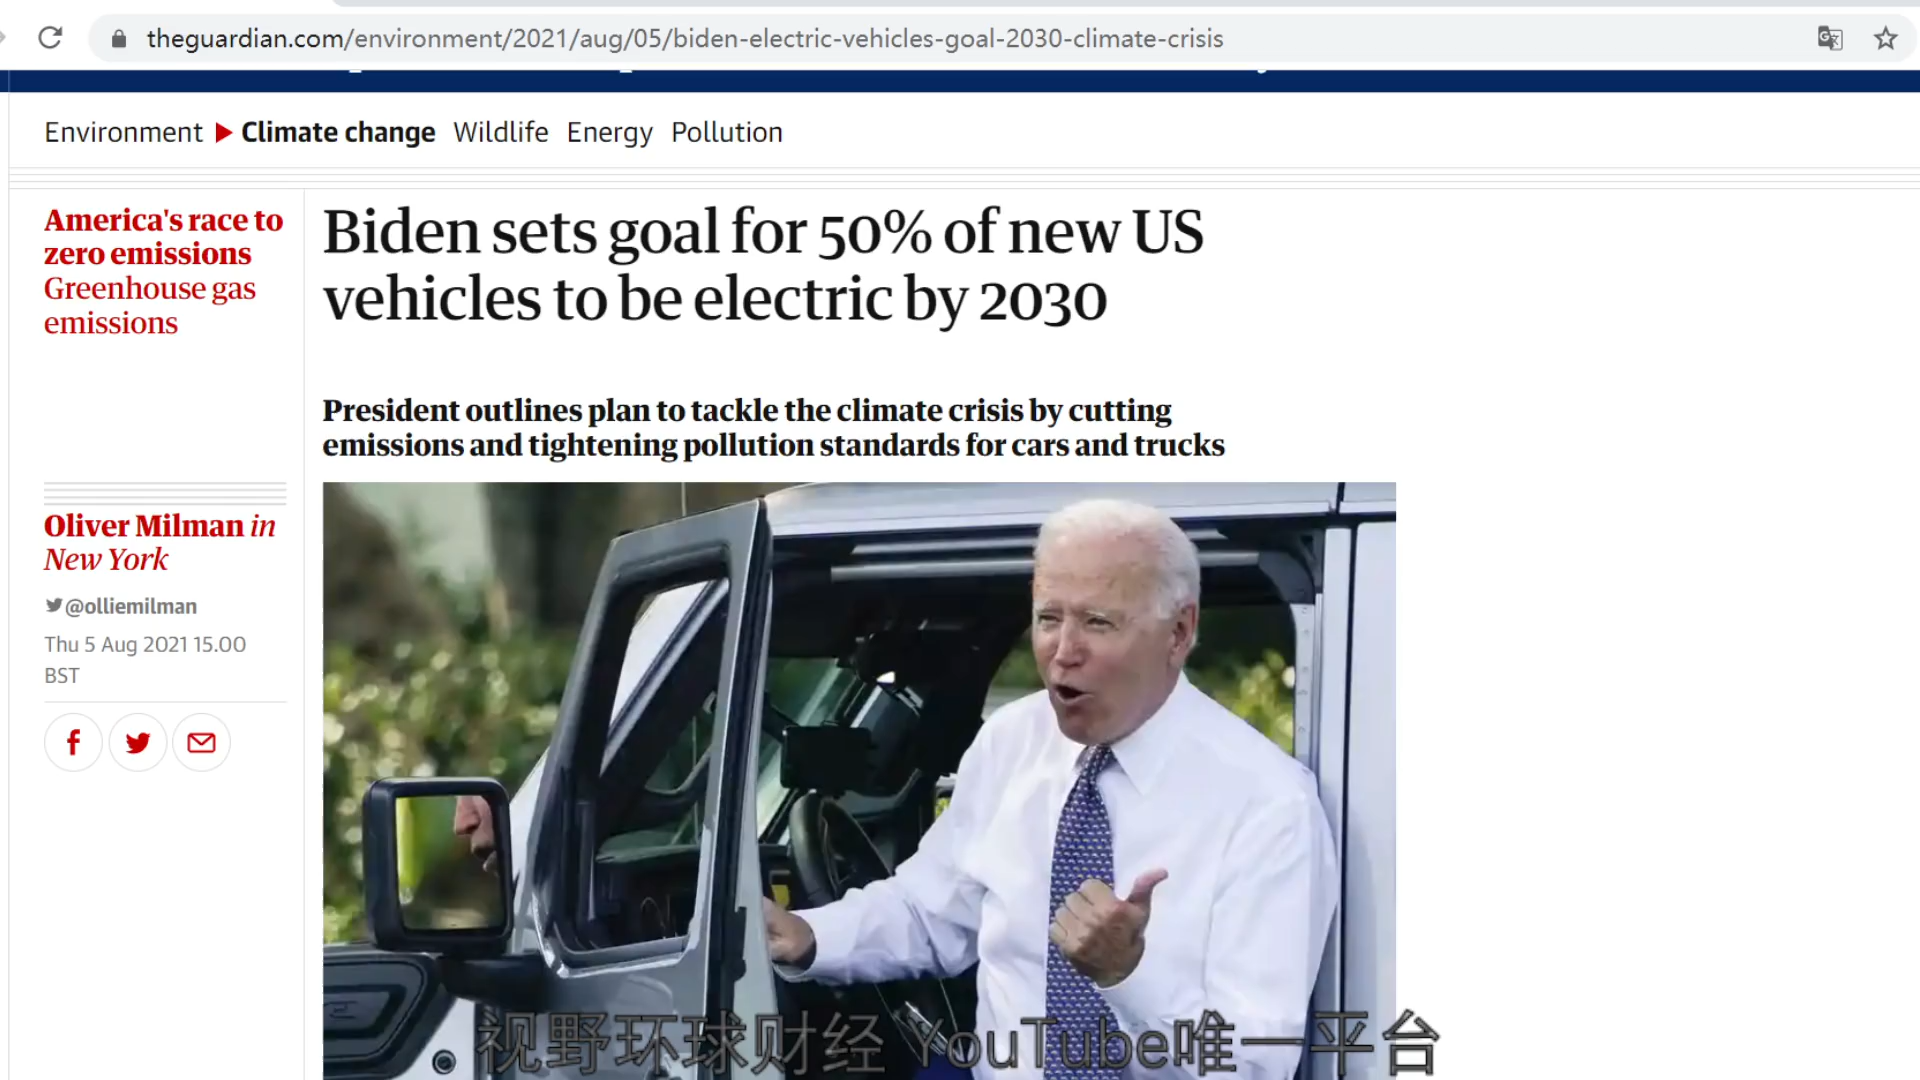 theguardian.com/environment/2021/aug/05/biden-electric-vehicles-goal-2030-climate-crisis
Environment Climate change Wildlife Energy Pollution
America's race to
zero emissions
Greenhouse gas
emissions
Biden sets goal for 50% of new US
vehicles to be electric by 2030
President outlines plan to tackle the climate crisis by cutting
emissions and tightening pollution standards for cars and trucks
Oliver Milman in
New York
@olliemilman
Thu 5 Aug 2021 15.00
BST
视野环球财经 YouTube唯一平台